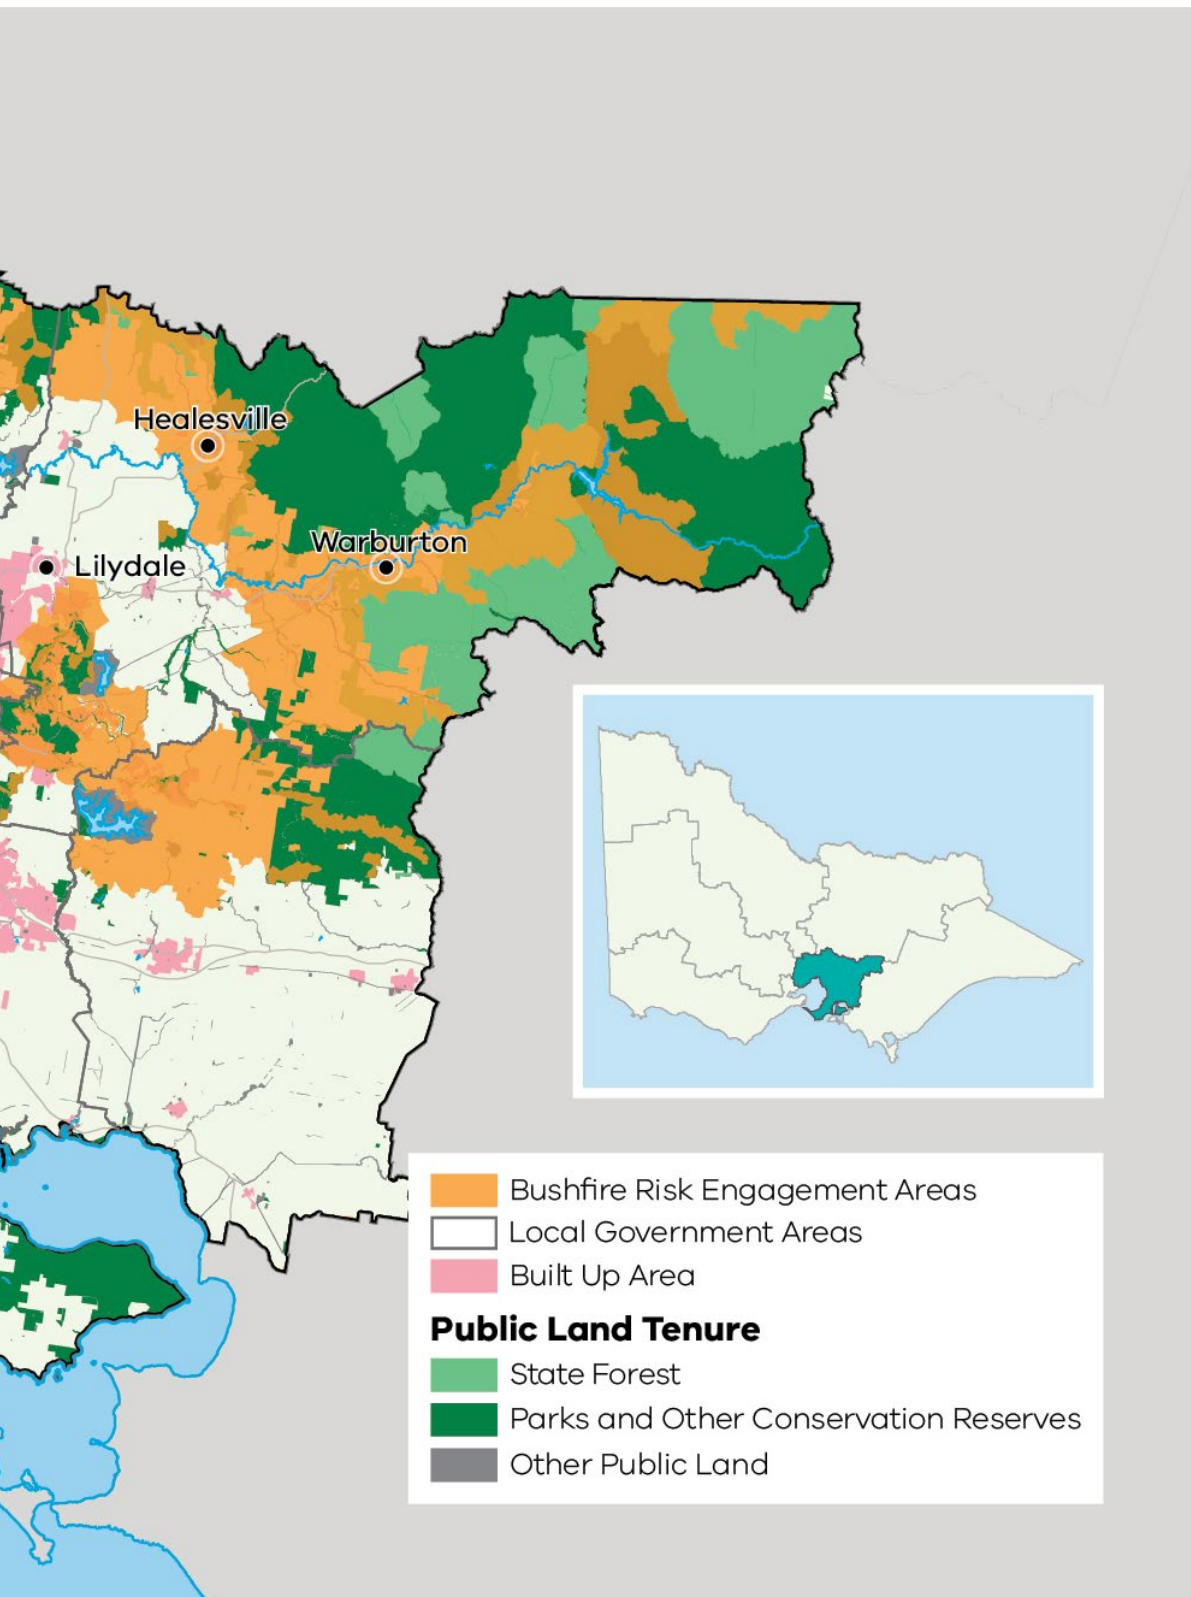 Healesville
Warburton
Lilydale
Bushfire Risk Engagement Areas
Local Government Areas
Built Up Area
Public Land Tenure
State Forest
Parks and Other Conservation Reserves
Other Public Land